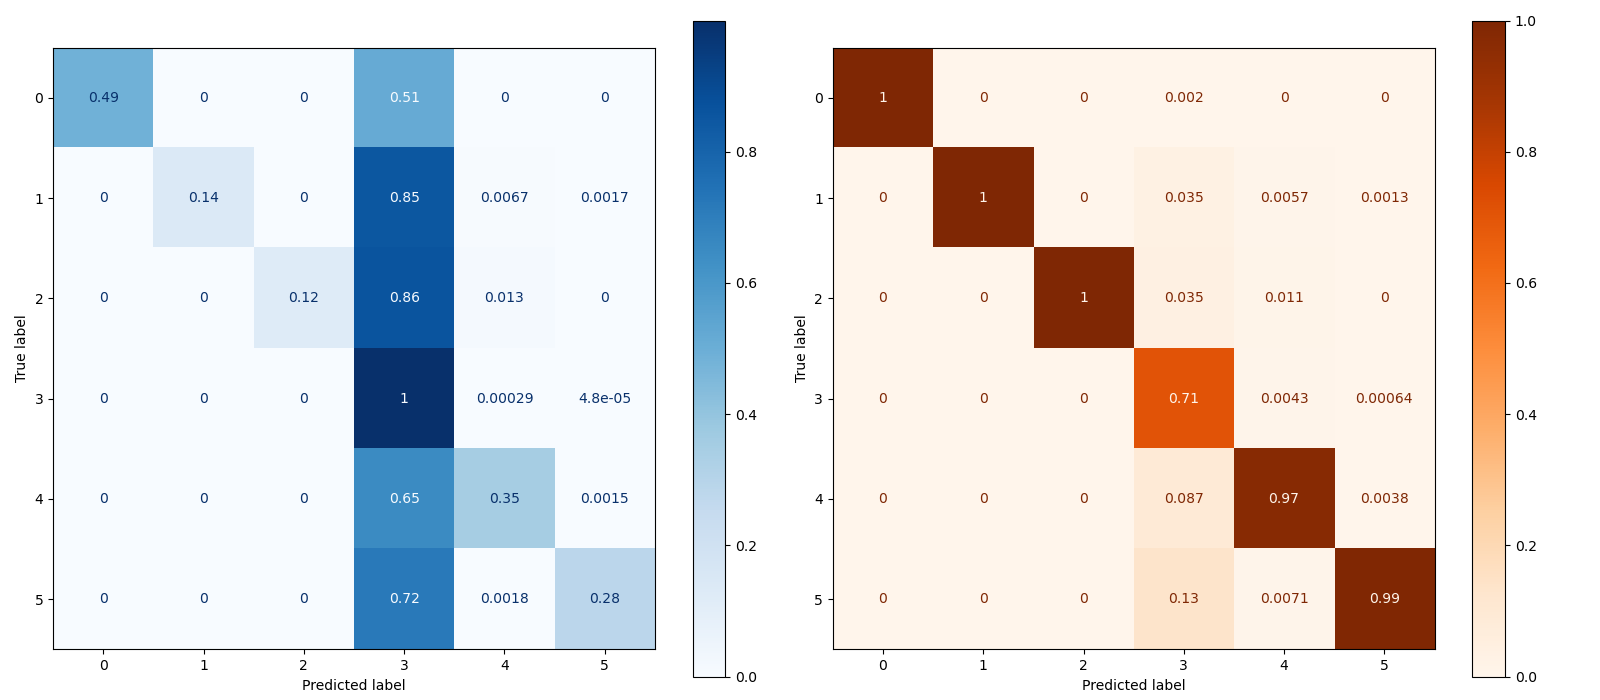 0 0.49 0 0 0.51 0 0
1 0 0.14 0 0.85 0.0067 0.0017
2 0 0 0.12 0.86 0.013 0
3 0 0 0 1 0.00029 4.8e-05
4 0 0 0 0.65 0.35 0.0015
5 0 0 0 0.72 0.0018 0.28
0 1 2 3 4 5
True label
Predicted label
0.8
0.6
0.4
0.2
0.0
0 1 0 0 0.002 0 0
1 0 1 0 0.035 0.0057 0.0013
2 0 0 1 0.035 0.011 0
3 0 0 0 0.71 0.0043 0.00064
4 0 0 0 0.087 0.97 0.0038
5 0 0 0 0.13 0.0071 0.99
0 1 2 3 4 5
True label
Predicted label
1.0
0.8
0.6
0.4
0.2
0.0